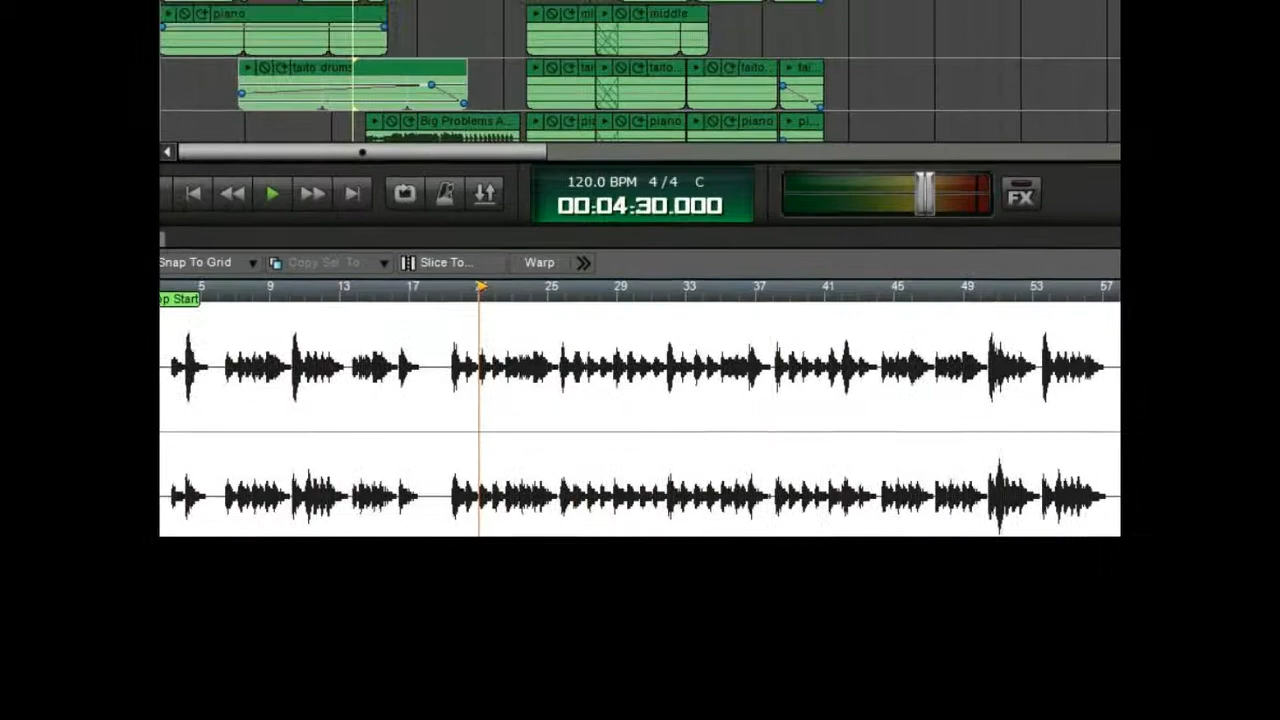 piano middle
taito drums taito... taito...
Big Problems A... piano piano pi...
120.0 BPM 4/4 C
00:04:30.000
FX
Snap To Grid Copy Sel To Slice To... Warp
5 9 13 17 25 29 33 37 41 45 49 53 57
op Start